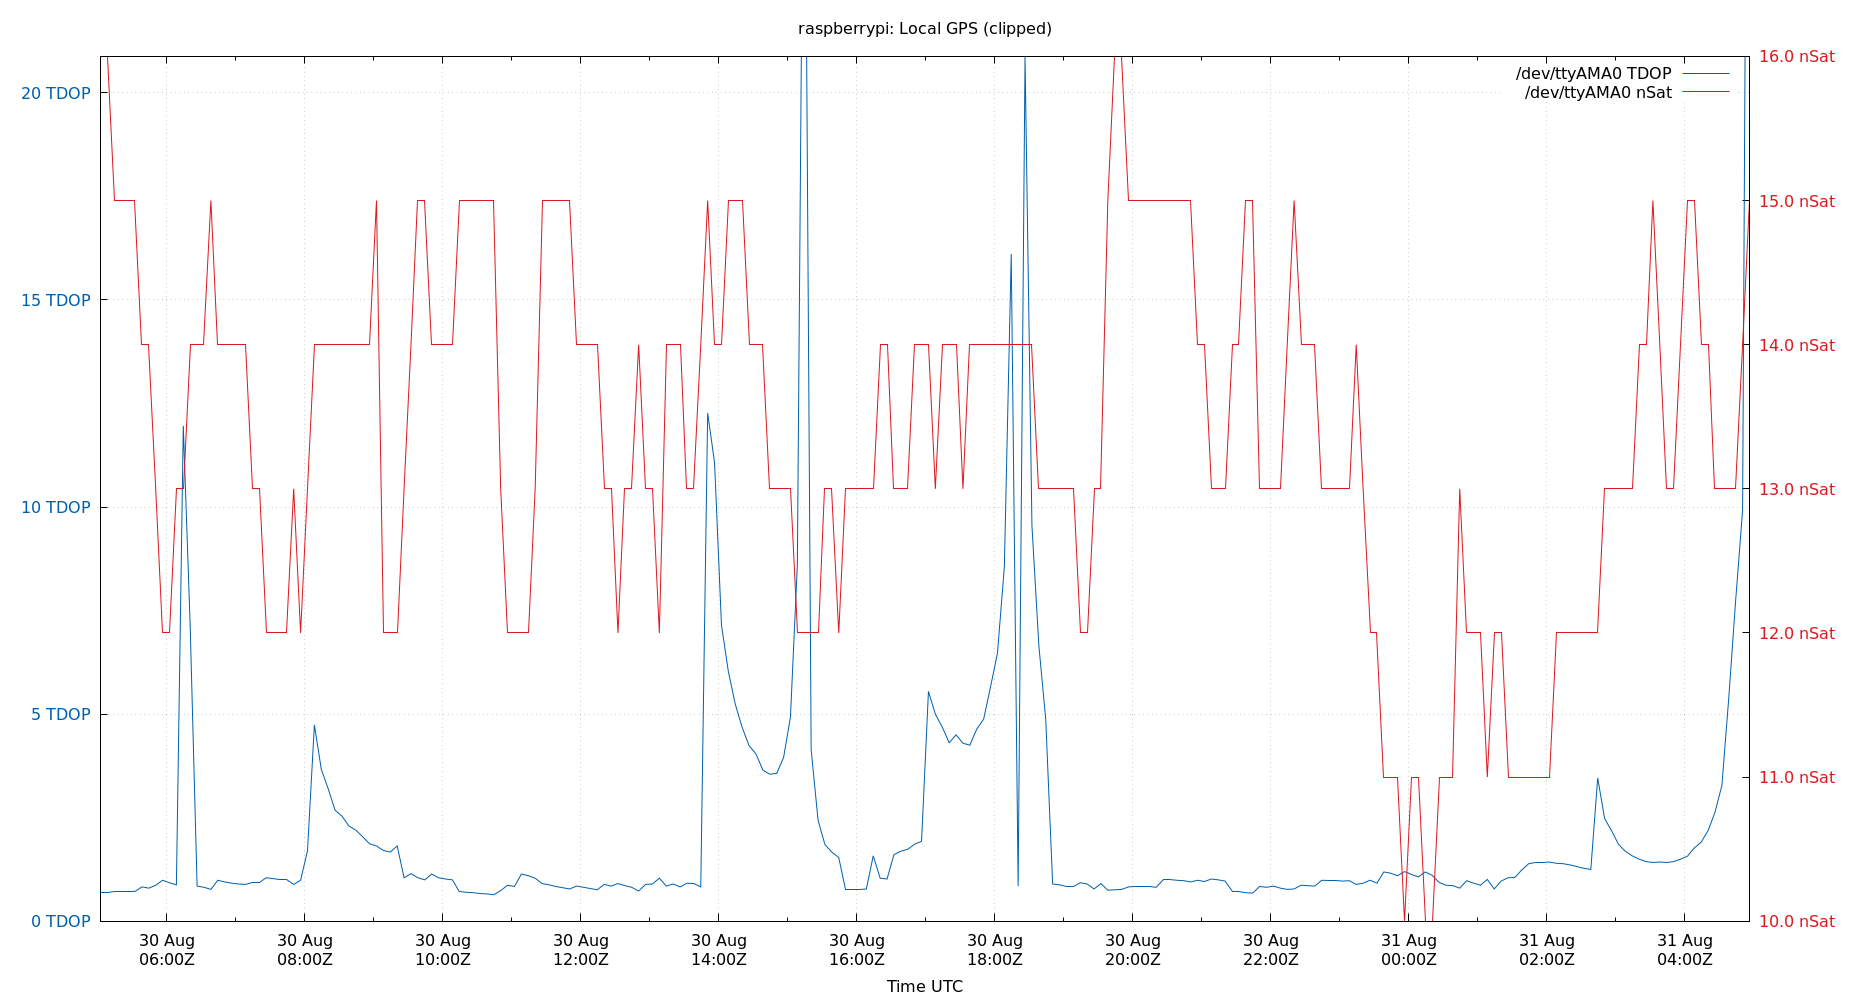 raspberrypi: Local GPS (clipped)
/dev/ttyAMA0 TDOP
/dev/ttyAMA0 nSat
20 TDOP
15 TDOP
10 TDOP
5 TDOP
0 TDOP
16.0 nSat
15.0 nSat
14.0 nSat
13.0 nSat
12.0 nSat
11.0 nSat
10.0 nSat
30 Aug
06:00Z
30 Aug
08:00Z
30 Aug
10:00Z
30 Aug
12:00Z
30 Aug
14:00Z
30 Aug
16:00Z
30 Aug
18:00Z
30 Aug
20:00Z
30 Aug
22:00Z
31 Aug
00:00Z
31 Aug
02:00Z
31 Aug
04:00Z
Time UTC